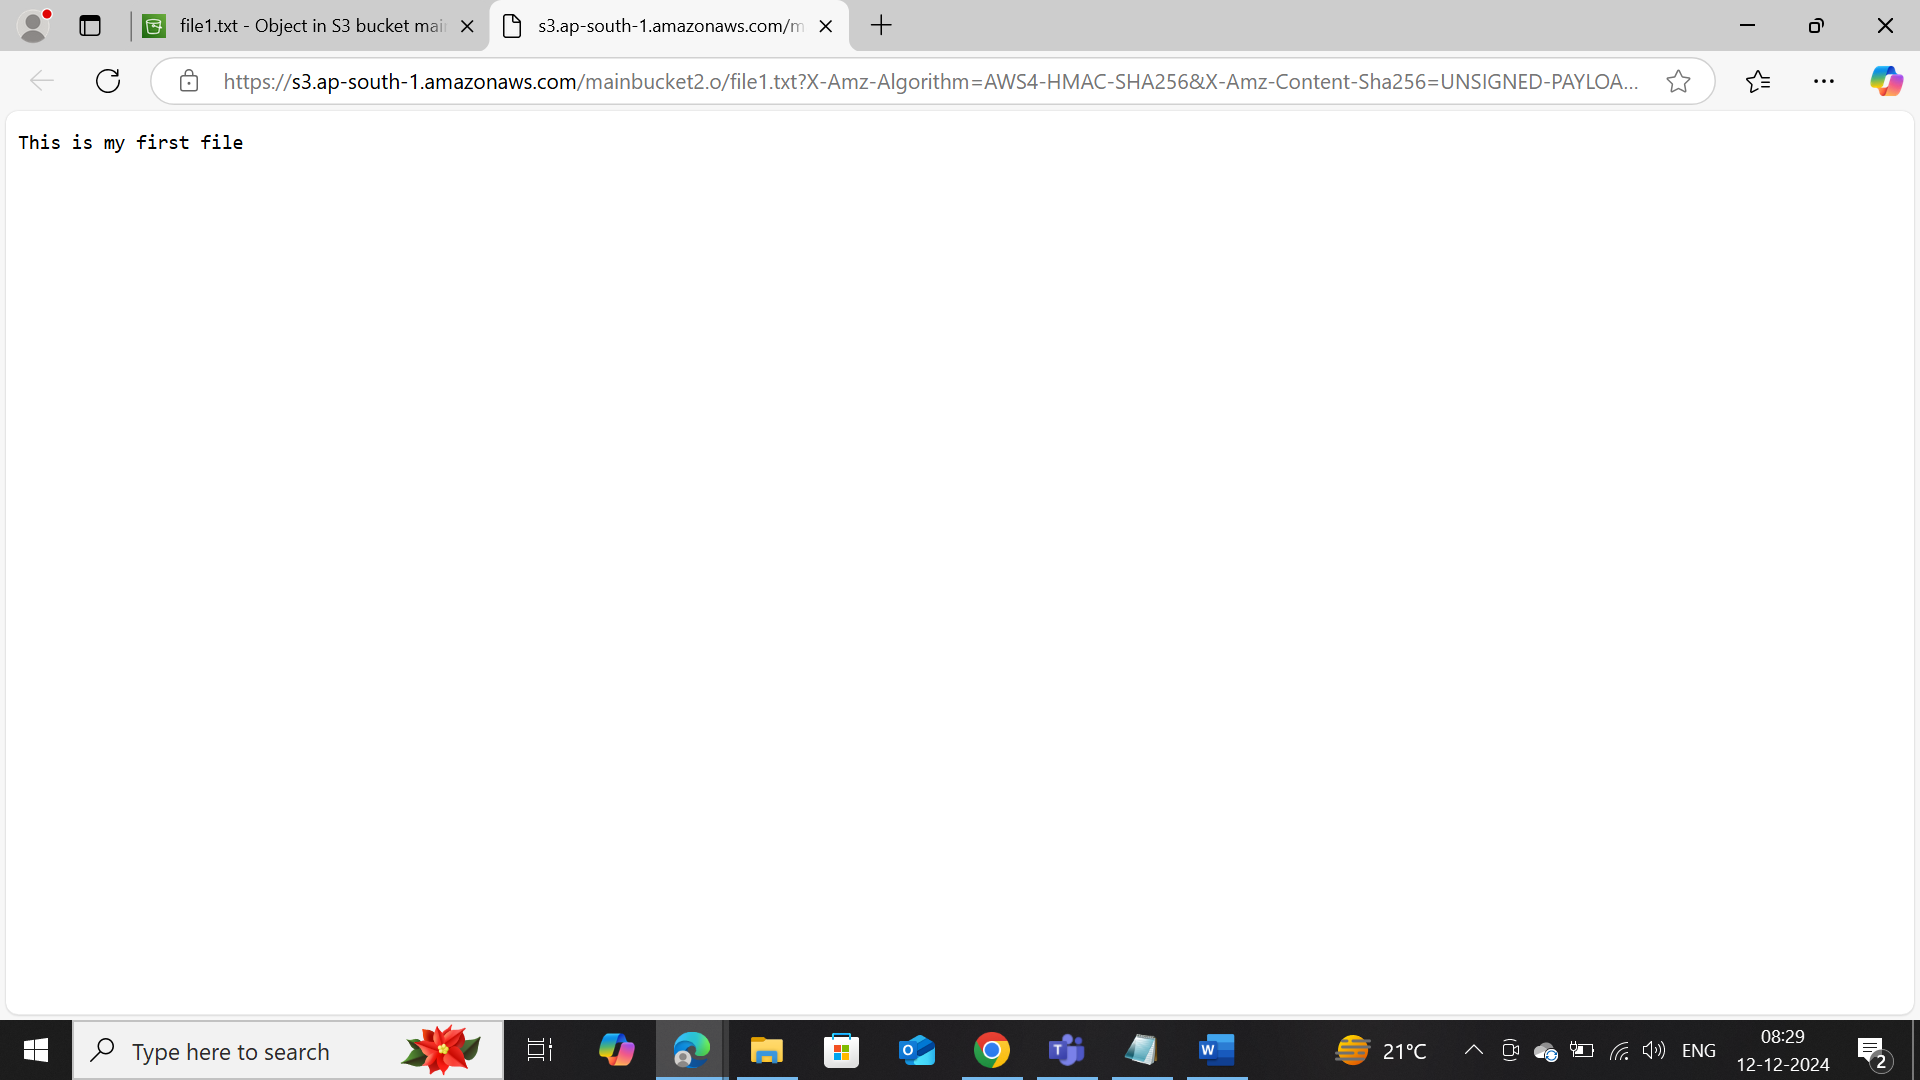 file1.txt - Object in S3 bucket mai
s3.ap-south-1.amazonaws.com/m
https://s3.ap-south-1.amazonaws.com/mainbucket2.o/file1.txt?X-Amz-Algorithm=AWS4-HMAC-SHA256&X-Amz-Content-Sha256=UNSIGNED-PAYLOA...
This is my first file
Type here to search
21°C
ENG
08:29
12-12-2024
2